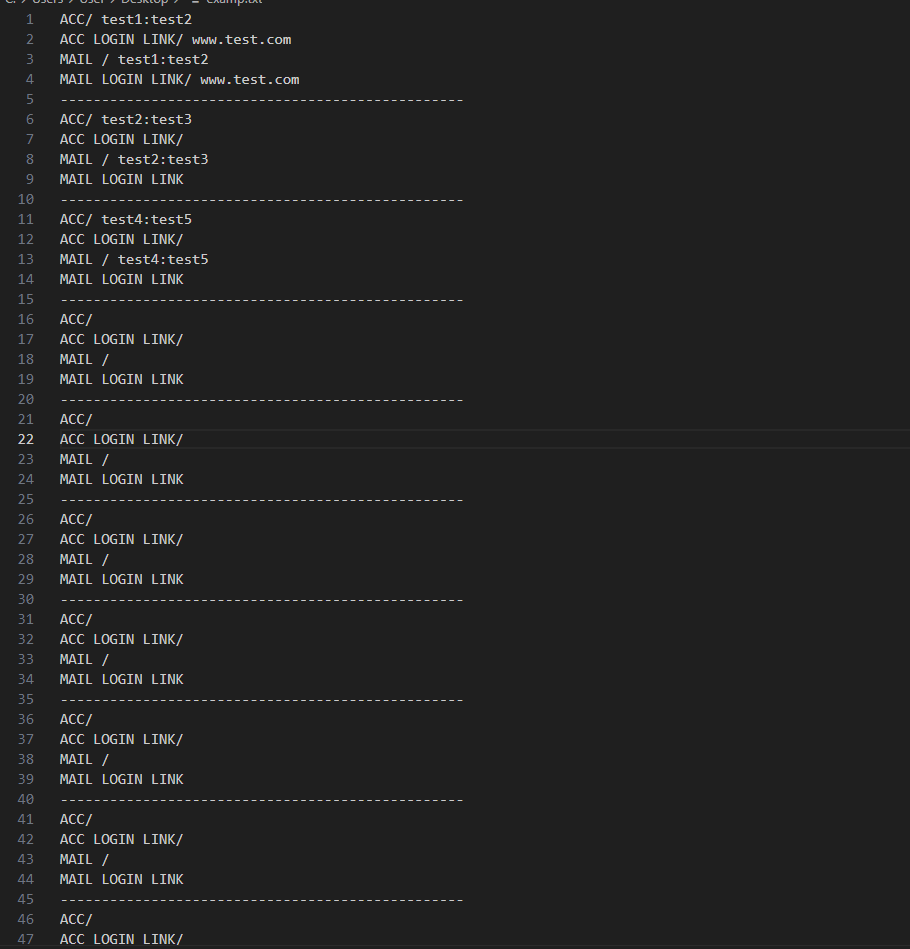 C: > Users > User > Desktop > examp.txt
1 ACC/ test1:test2
2 ACC LOGIN LINK/ www.test.com
3 MAIL / test1:test2
4 MAIL LOGIN LINK/ www.test.com
5 -------------------------------------------------
6 ACC/ test2:test3
7 ACC LOGIN LINK/
8 MAIL / test2:test3
9 MAIL LOGIN LINK
10 -------------------------------------------------
11 ACC/ test4:test5
12 ACC LOGIN LINK/
13 MAIL / test4:test5
14 MAIL LOGIN LINK
15 -------------------------------------------------
16 ACC/
17 ACC LOGIN LINK/
18 MAIL /
19 MAIL LOGIN LINK
20 -------------------------------------------------
21 ACC/
22 ACC LOGIN LINK/
23 MAIL /
24 MAIL LOGIN LINK
25 -------------------------------------------------
26 ACC/
27 ACC LOGIN LINK/
28 MAIL /
29 MAIL LOGIN LINK
30 -------------------------------------------------
31 ACC/
32 ACC LOGIN LINK/
33 MAIL /
34 MAIL LOGIN LINK
35 -------------------------------------------------
36 ACC/
37 ACC LOGIN LINK/
38 MAIL /
39 MAIL LOGIN LINK
40 -------------------------------------------------
41 ACC/
42 ACC LOGIN LINK/
43 MAIL /
44 MAIL LOGIN LINK
45 -------------------------------------------------
46 ACC/
47 ACC LOGIN LINK/